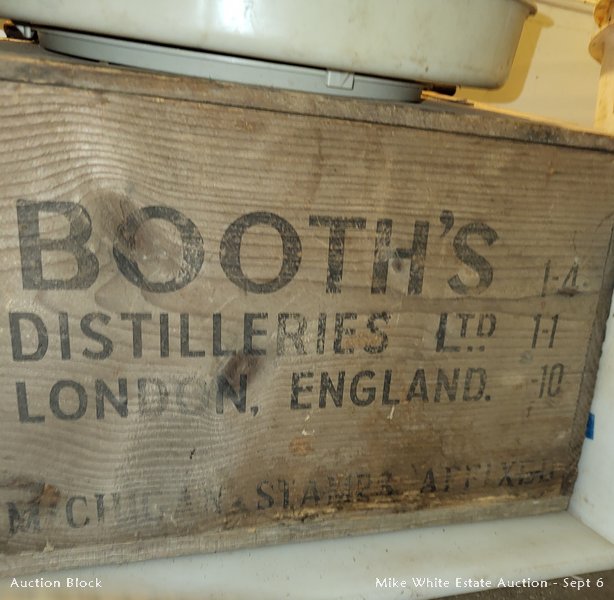 BOOTH'S
DISTILLERIES LTD 1-1
LONDON, ENGLAND. -10
1-4
MICHIGAN STAMPS AFFIXED
Auction Block
Mike White Estate Auction - Sept 6